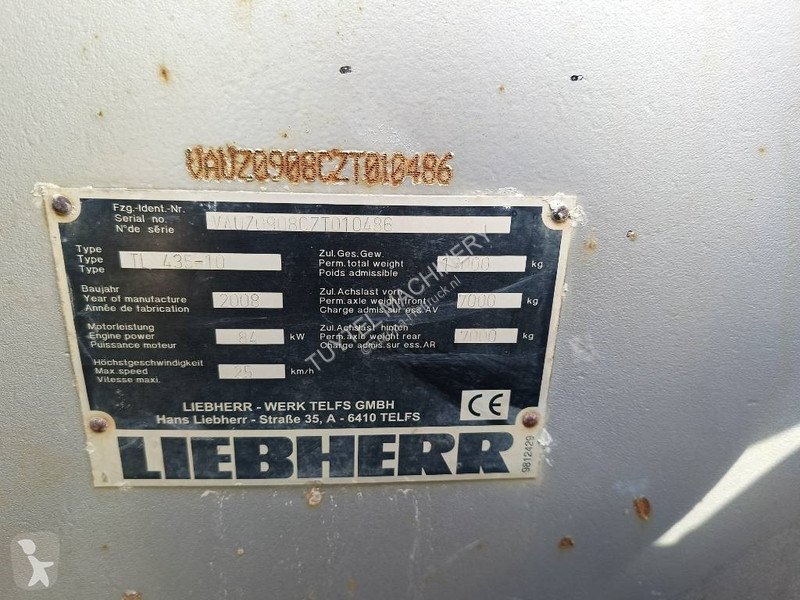 VAUZ0908CZT010486
Fzg.-Ident.-Nr.
Serial no. VAUZ0908CZT010486
N°de série
Type
Type TL 435-10
Type
Zul.Ges.Gew.
Perm.total weight kg
Poids admissible
Baujahr
Year of manufacture 2008
Année de fabrication
Zul.Achslast vorn
Perm.axle weight front 7000 kg
Charge admis.sur ess.AV
Motorleistung
Engine power 84 kW
Puissance moteur
Zul.Achslast hinten
Perm.axle weight rear 7000 kg
Charge admis.sur ess.AR
Höchstgeschwindigkeit
Max.speed 25 km/h
Vitesse maxi.
LIEBHERR - WERK TELFS GMBH
Hans Liebherr - Straße 35, A - 6410 TELFS
CE
LIEBHERR
9812429
TUNDELMACHINERY